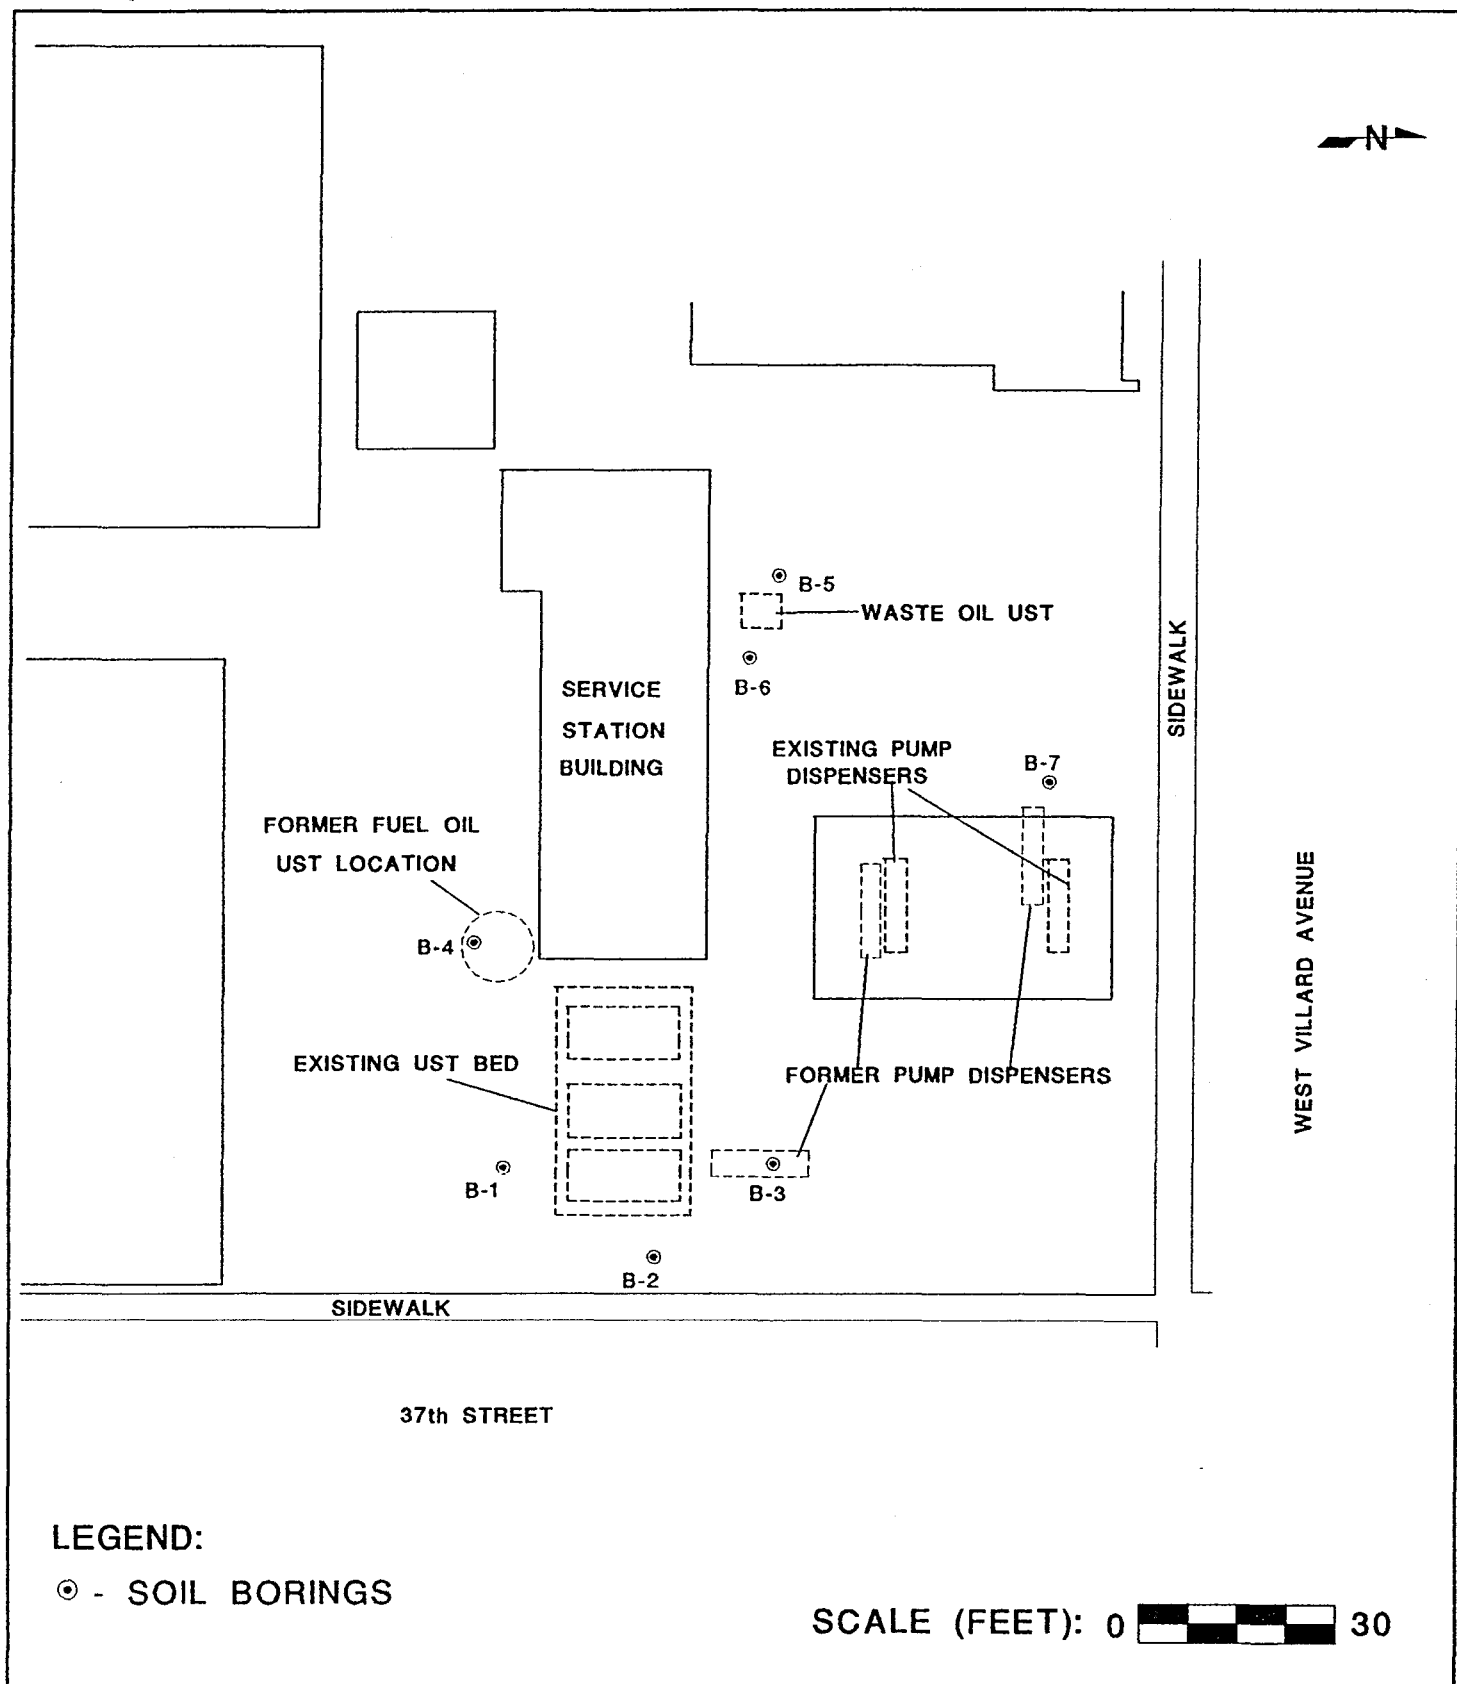 N
B-5
WASTE OIL UST
B-6
SIDEWALK
SERVICE
STATION
BUILDING
EXISTING PUMP
DISPENSERS
B-7
FORMER FUEL OIL
UST LOCATION
B-4
WEST VILLARD AVENUE
EXISTING UST BED
FORMER PUMP DISPENSERS
B-1
B-3
B-2
SIDEWALK
37th STREET
LEGEND:
- SOIL BORINGS
SCALE (FEET): 0 30